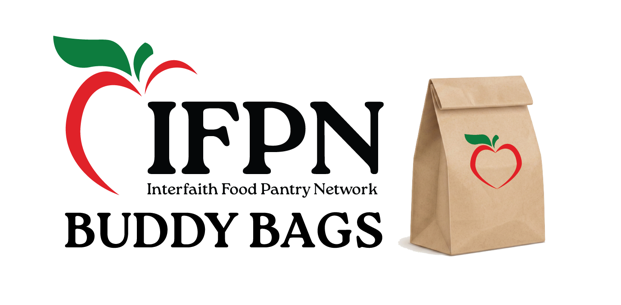 IFPN
Interfaith Food Pantry Network
BUDDY BAGS